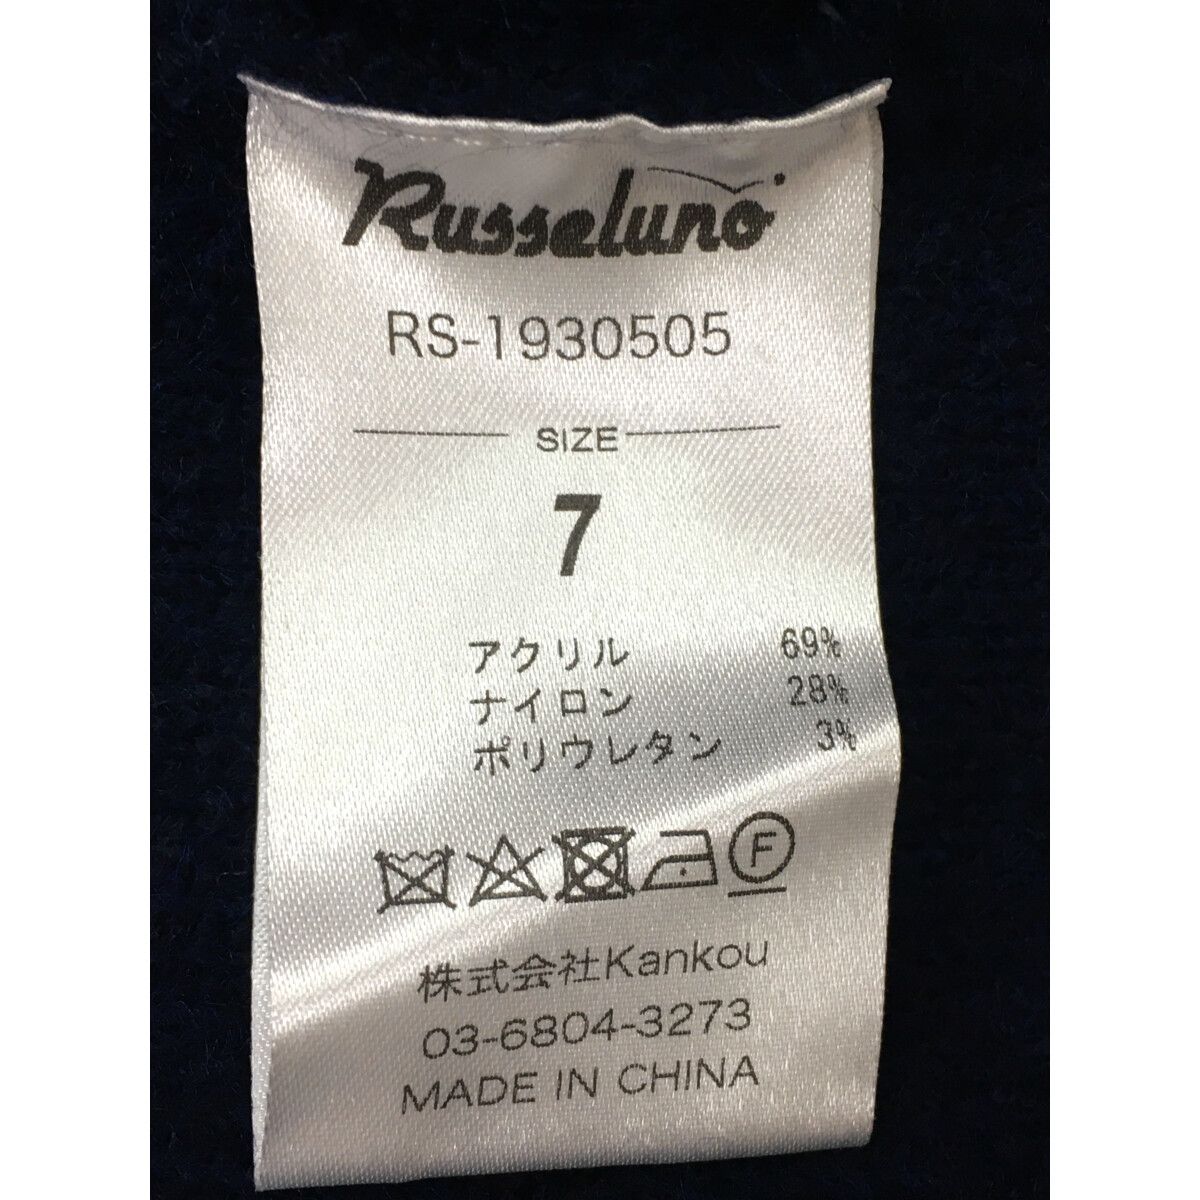 Russeluno
RS-1930505
SIZE
7
アクリル 69%
ナイロン 28%
ポリウレタン 3%
F
株式会社Kankou
03-6804-3273
MADE IN CHINA